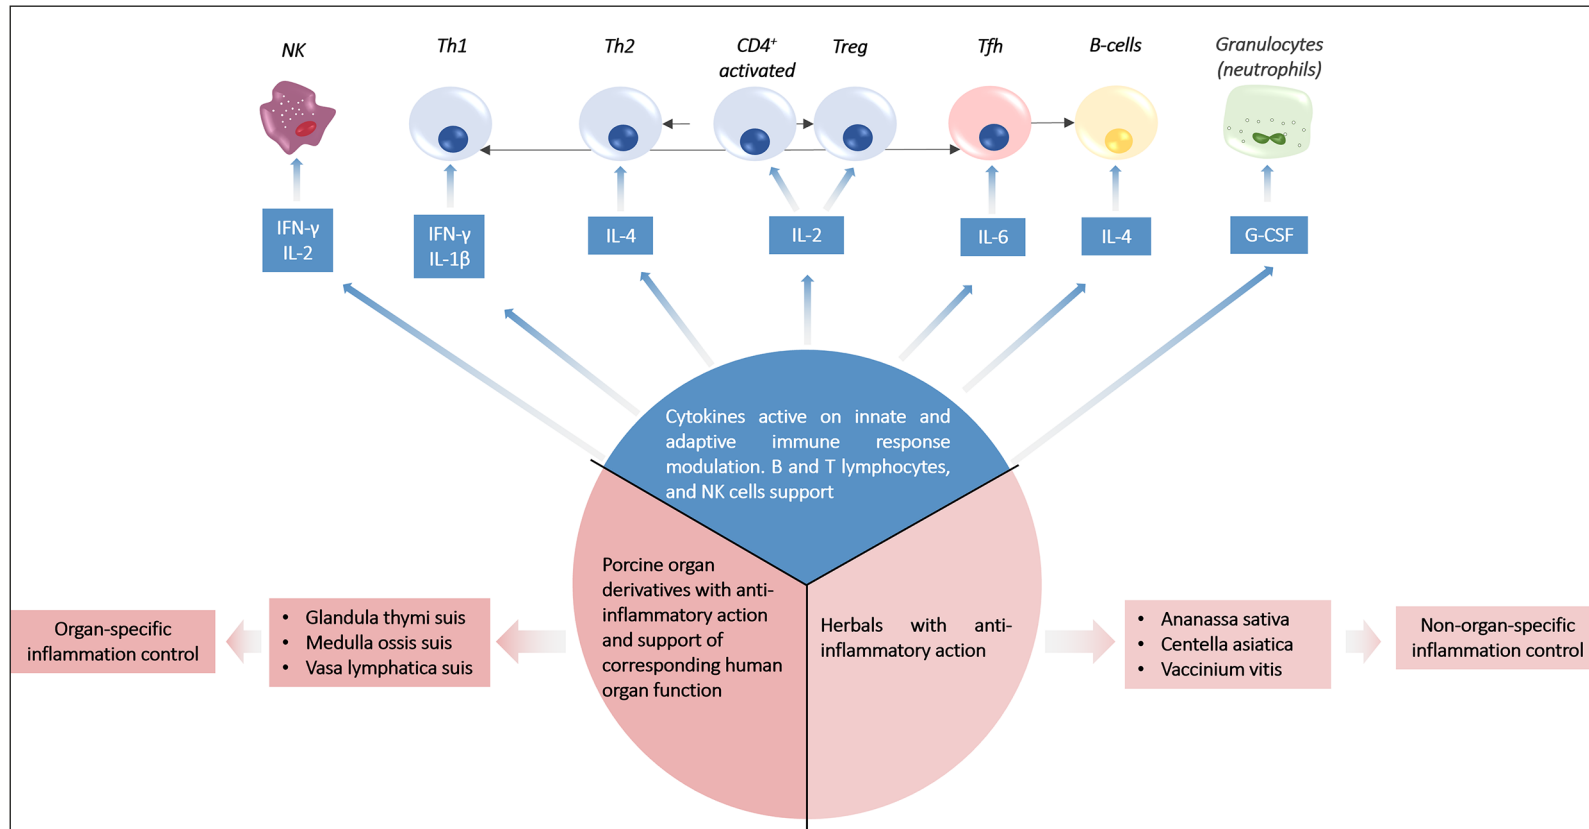 NK
Th1
Th2
CD4⁺
activated
Treg
Tfh
B-cells
Granulocytes
(neutrophils)
IFN-γ
IL-2
IFN-γ
IL-1β
IL-4
IL-2
IL-6
IL-4
G-CSF
Cytokines active on innate and
adaptive immune response
modulation. B and T lymphocytes,
and NK cells support
Porcine organ
derivatives with anti-
inflammatory action
and support of
corresponding human
organ function
Herbals with anti-
inflammatory action
Organ-specific
inflammation control
• Glandula thymi suis
• Medulla ossis suis
• Vasa lymphatica suis
• Ananassa sativa
• Centella asiatica
• Vaccinium vitis
Non-organ-specific
inflammation control